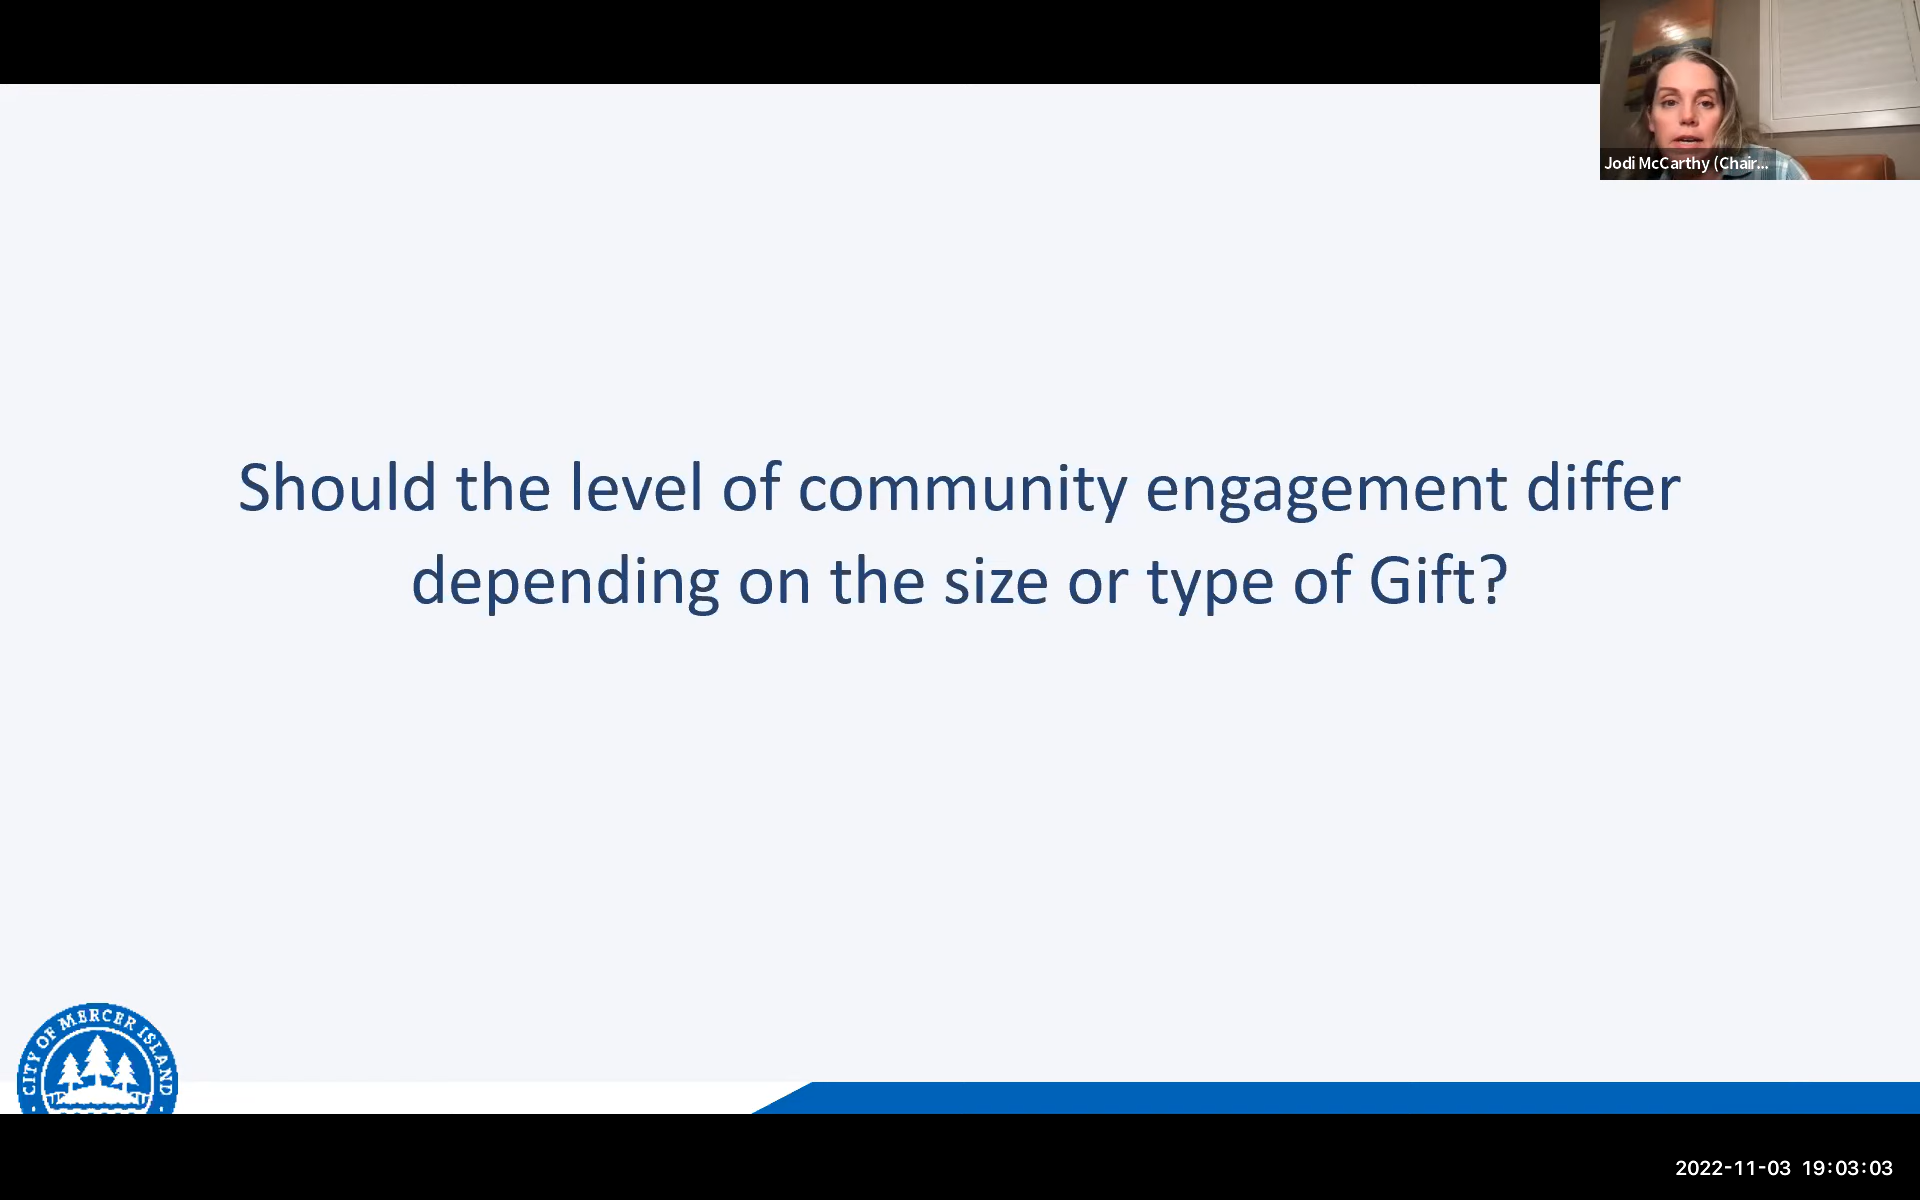 Jodi McCarthy (Chair...
Should the level of community engagement differ
depending on the size or type of Gift?
CITY OF MERCER ISLAND
2022-11-03 19:03:03